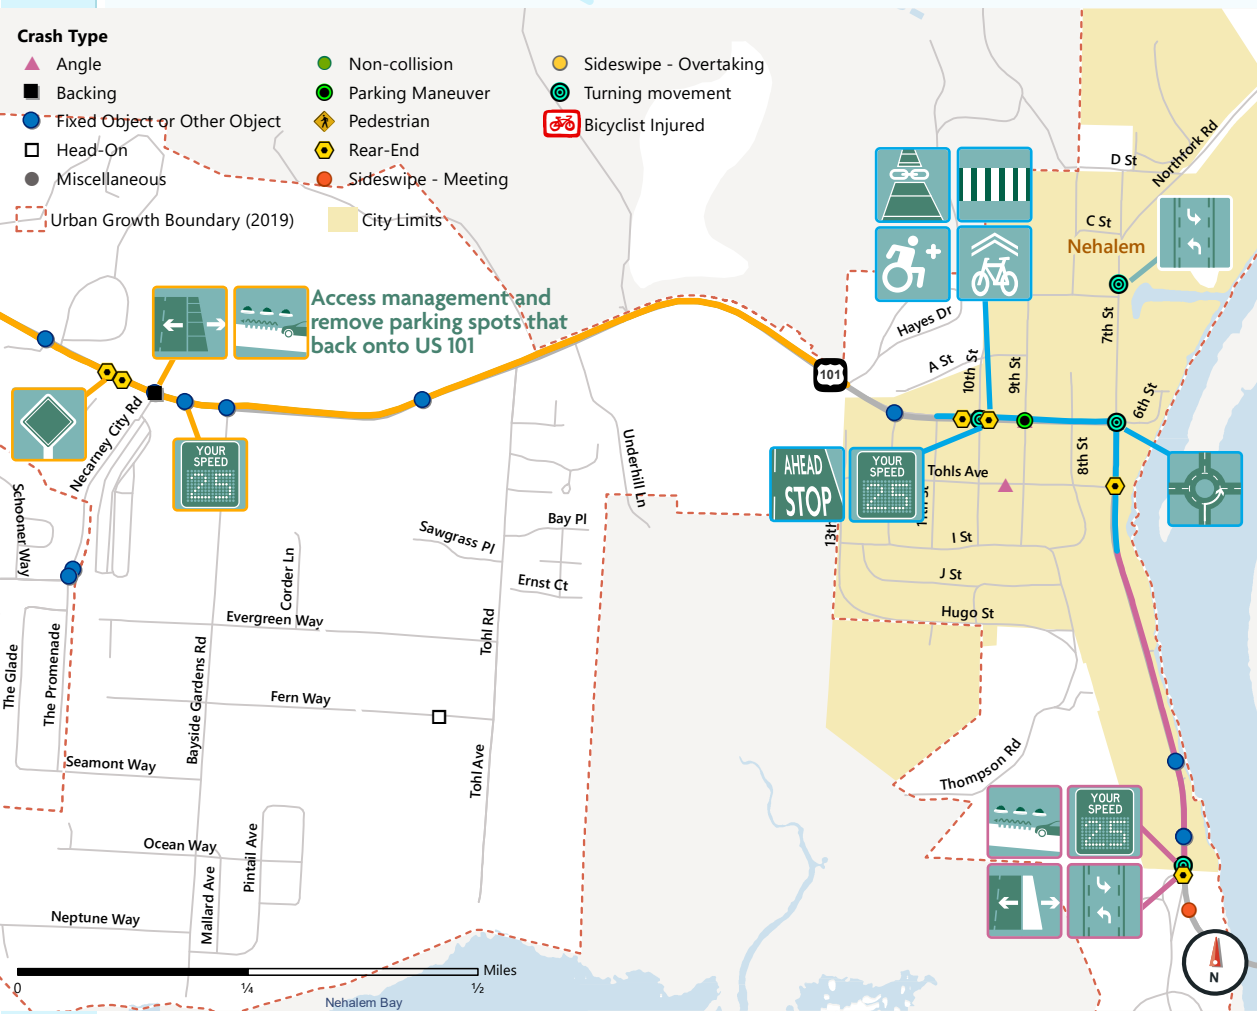 Crash Type
Angle
Backing
Fixed Object or Other Object
Head-On
Miscellaneous
Non-collision
Parking Maneuver
Pedestrian
Rear-End
Sideswipe - Meeting
Sideswipe - Overtaking
Turning movement
Bicyclist Injured
Urban Growth Boundary (2019)
City Limits
D St
Northfork Rd
C St
Nehalem
7th St
Hayes Dr
A St
10th St
9th St
6th St
8th St
101
Access management and
remove parking spots that
back onto US 101
Necarney City Rd
YOUR
SPEED
25
Schooner Way
Underhill Ln
AHEAD
STOP
YOUR
SPEED
25
Tohls Ave
13th
I St
J St
Hugo St
Sawgrass Pl
Bay Pl
Ernst Ct
Corder Ln
Evergreen Way
Tohl Rd
The Glade
The Promenade
Bayside Gardens Rd
Fern Way
Seamont Way
Tohl Ave
Thompson Rd
YOUR
SPEED
25
Ocean Way
Pintail Ave
Mallard Ave
Neptune Way
Miles
0
¼
½
Nehalem Bay
N